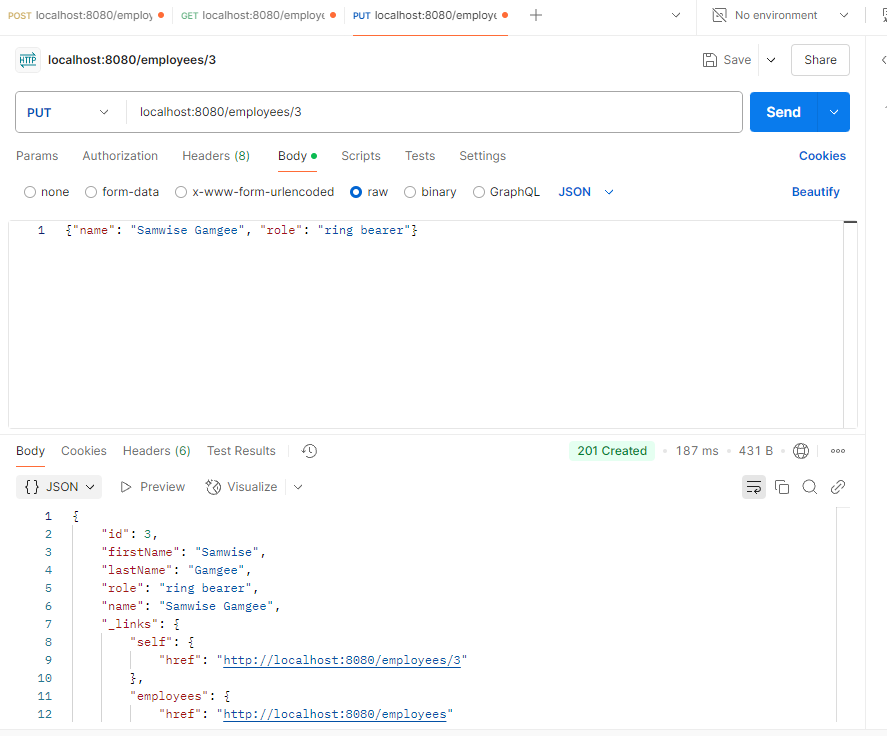 POST localhost:8080/employ GET localhost:8080/employe PUT localhost:8080/employe No environment
HTTP localhost:8080/employees/3 Save Share
PUT localhost:8080/employees/3 Send
Params Authorization Headers (8) Body Scripts Tests Settings Cookies
none form-data x-www-form-urlencoded raw binary GraphQL JSON Beautify
1 {"name": "Samwise Gamgee", "role": "ring bearer"}
Body Cookies Headers (6) Test Results 201 Created 187 ms 431 B
{} JSON Preview Visualize
1 {
2 "id": 3,
3 "firstName": "Samwise",
4 "lastName": "Gamgee",
5 "role": "ring bearer",
6 "name": "Samwise Gamgee",
7 "_links": {
8 "self": {
9 "href": "http://localhost:8080/employees/3"
10 },
11 "employees": {
12 "href": "http://localhost:8080/employees"